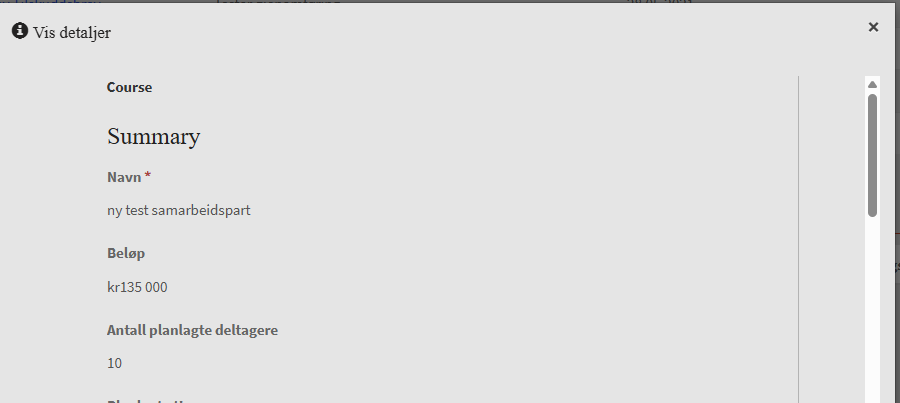 Vis detaljer
×
Course
Summary
Navn *
ny test samarbeidspart
Beløp
kr135 000
Antall planlagte deltagere
10